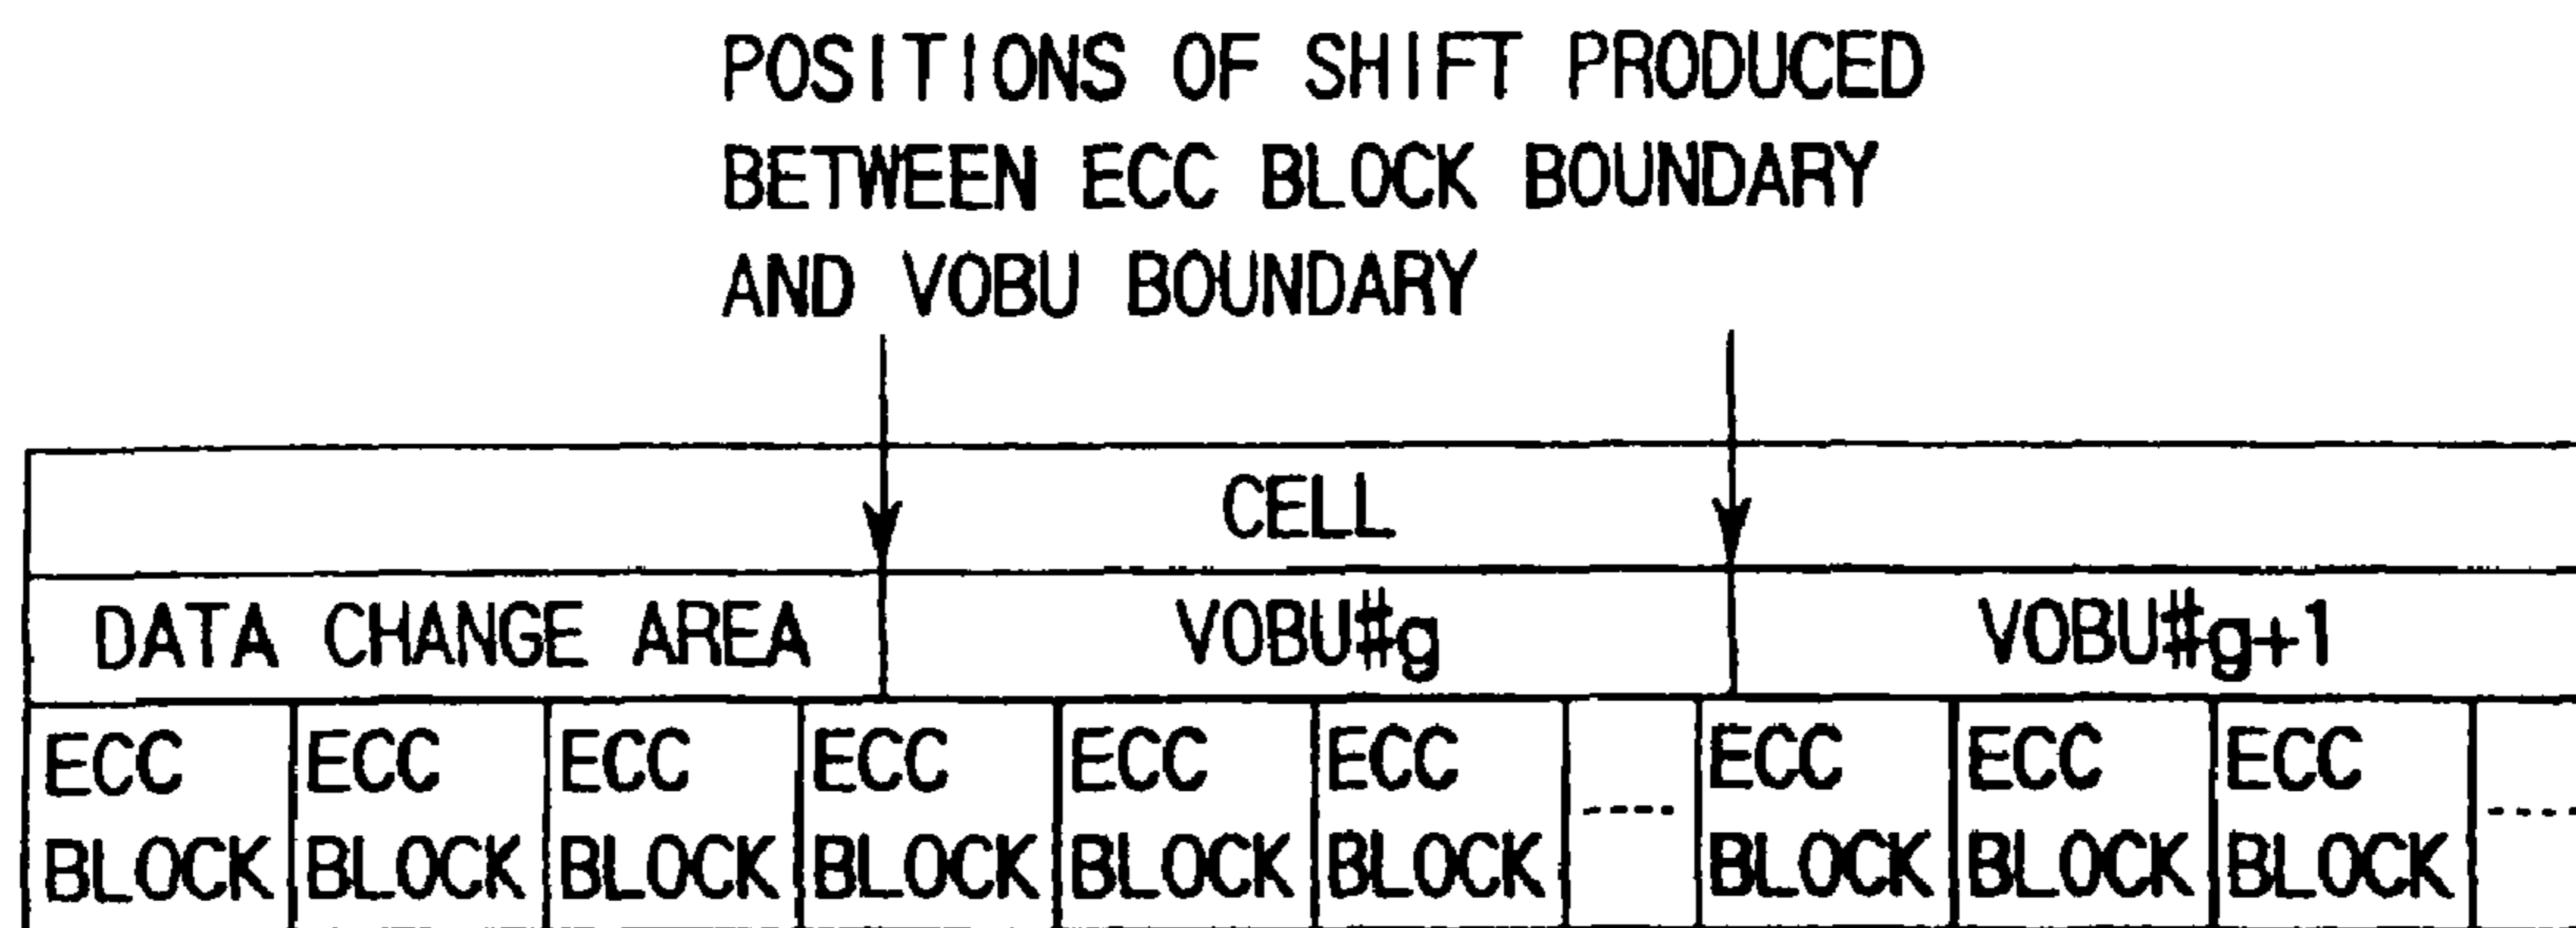 POSITIONS OF SHIFT PRODUCED
BETWEEN ECC BLOCK BOUNDARY
AND VOBU BOUNDARY
CELL
DATA CHANGE AREA VOBU#g VOBU#g+1
ECC ECC ECC ECC ECC ECC ---- ECC ECC ECC ----
BLOCK BLOCK BLOCK BLOCK BLOCK BLOCK BLOCK BLOCK BLOCK